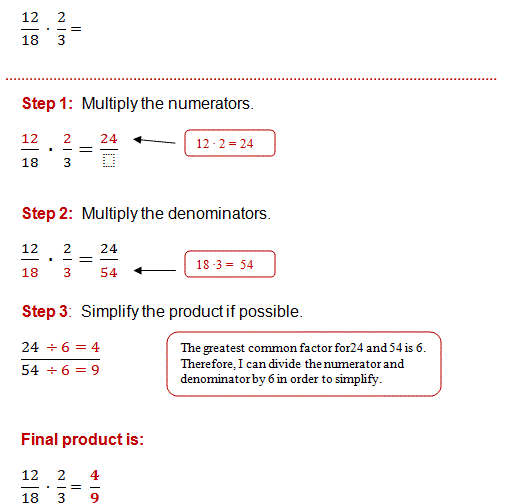 12/18 · 2/3 =
Step 1: Multiply the numerators.
12/18 · 2/3 = 24/□
12 · 2 = 24
Step 2: Multiply the denominators.
12/18 · 2/3 = 24/54
18 ·3 = 54
Step 3: Simplify the product if possible.
24 ÷ 6 = 4
54 ÷ 6 = 9
The greatest common factor for24 and 54 is 6.
Therefore, I can divide the numerator and
denominator by 6 in order to simplify.
Final product is:
12/18 · 2/3 = 4/9